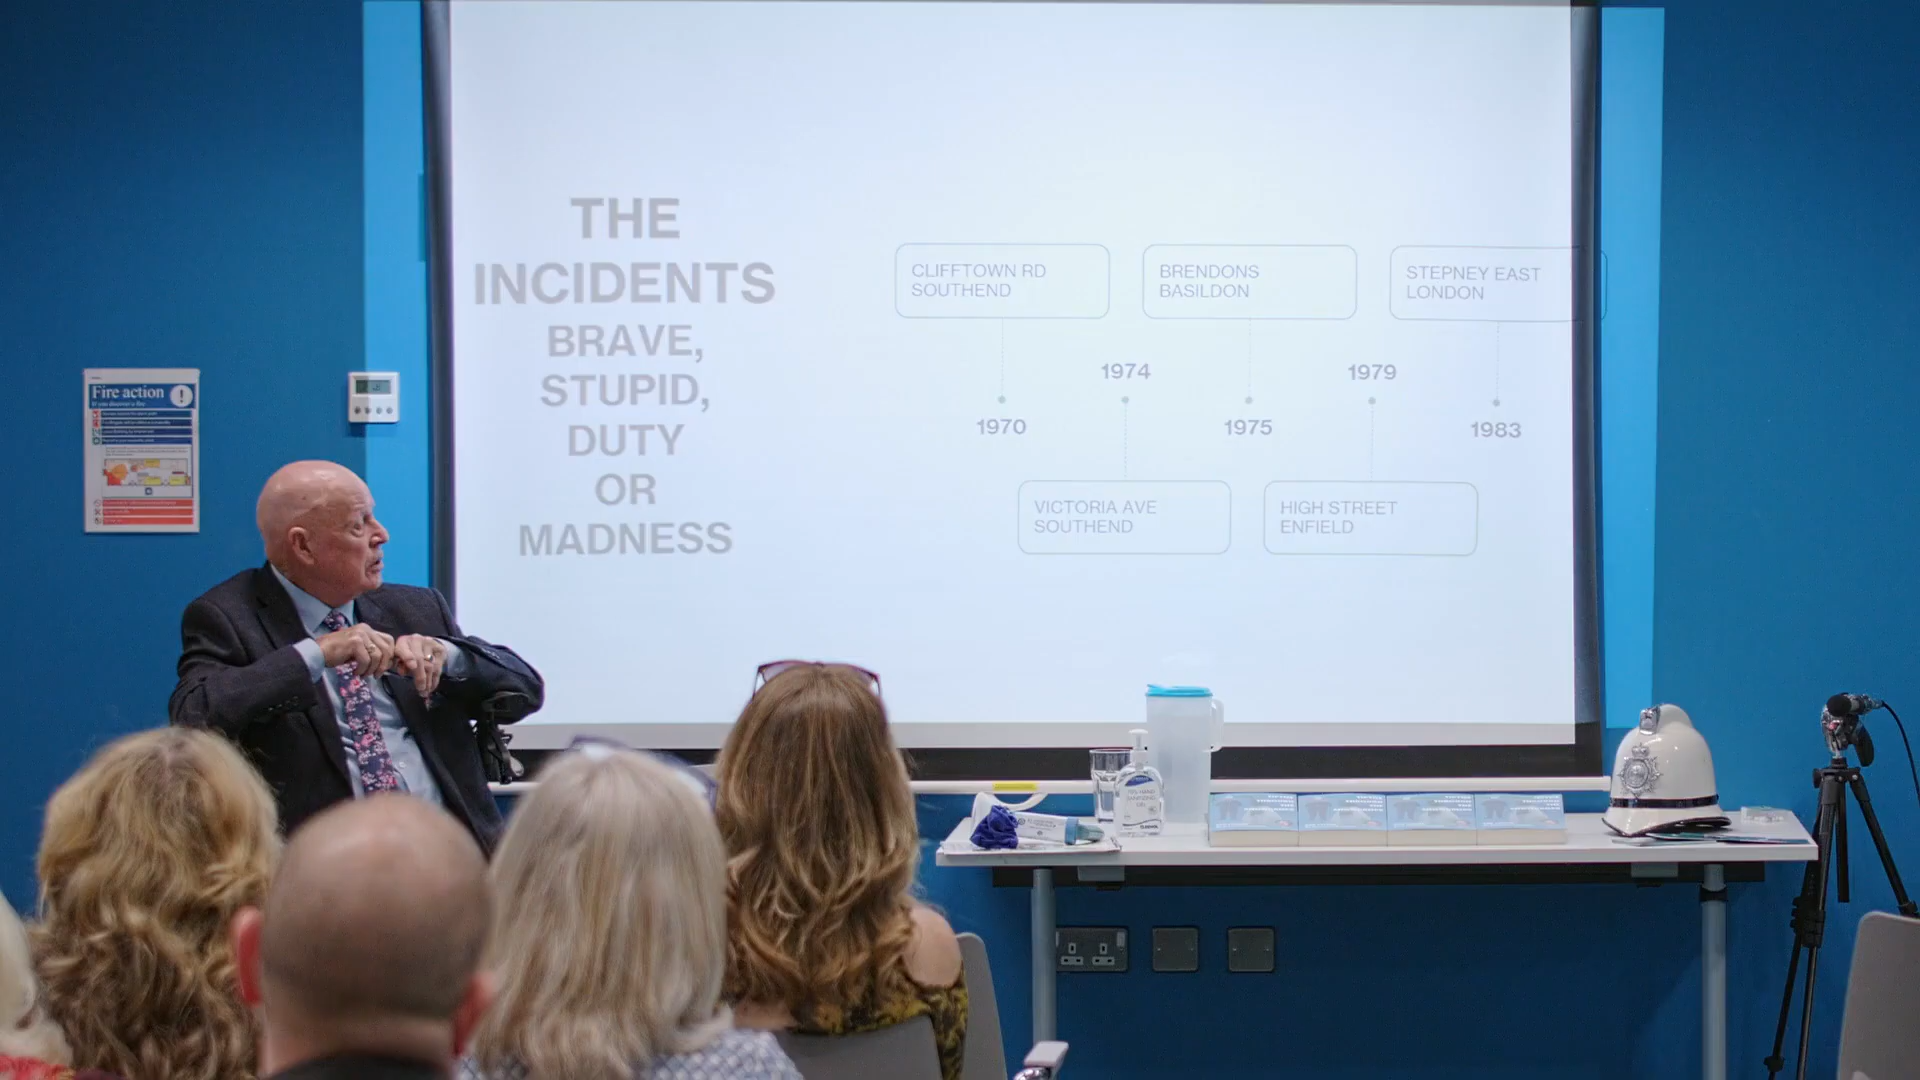 THE
INCIDENTS
BRAVE,
STUPID,
DUTY
OR
MADNESS
CLIFFTOWN RD
SOUTHEND
BRENDONS
BASILDON
STEPNEY EAST
LONDON
1974
1979
1970
1975
1983
VICTORIA AVE
SOUTHEND
HIGH STREET
ENFIELD
Fire action